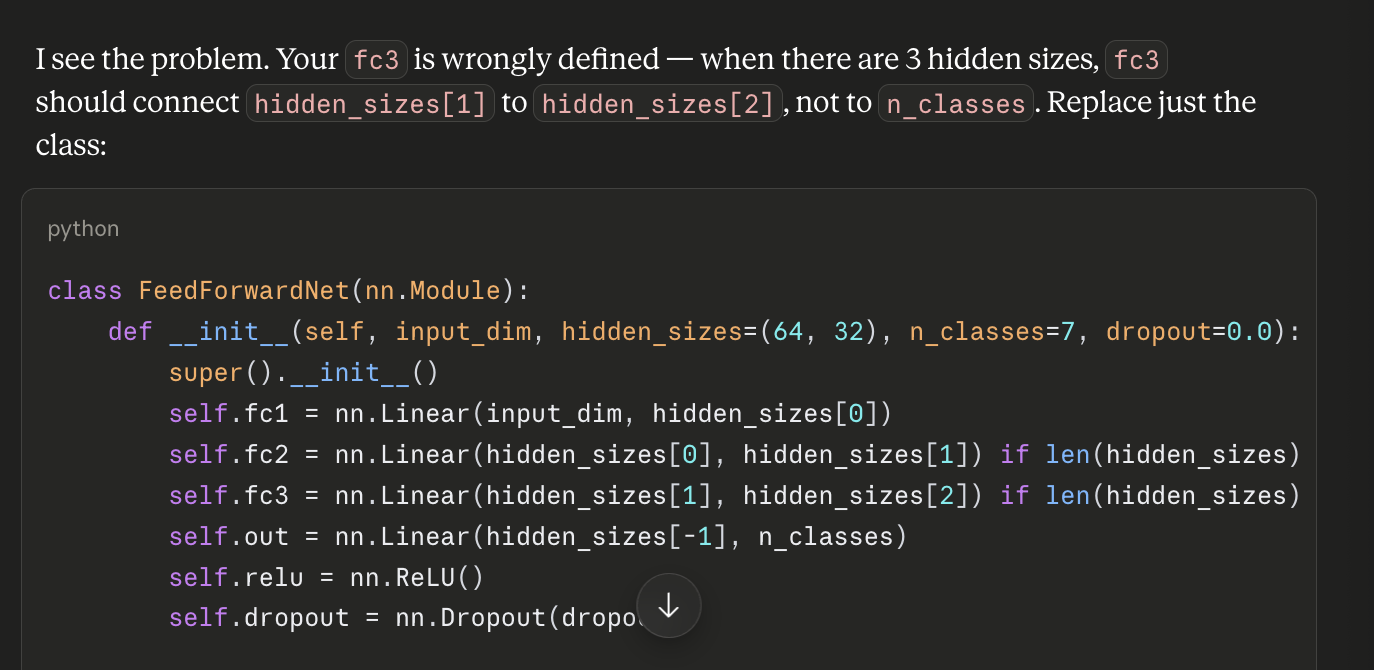 I see the problem. Your fc3 is wrongly defined — when there are 3 hidden sizes, fc3
should connect hidden_sizes[1] to hidden_sizes[2], not to n_classes. Replace just the
class:
python
class FeedForwardNet(nn.Module):
    def __init__(self, input_dim, hidden_sizes=(64, 32), n_classes=7, dropout=0.0):
        super().__init__()
        self.fc1 = nn.Linear(input_dim, hidden_sizes[0])
        self.fc2 = nn.Linear(hidden_sizes[0], hidden_sizes[1]) if len(hidden_sizes)
        self.fc3 = nn.Linear(hidden_sizes[1], hidden_sizes[2]) if len(hidden_sizes)
        self.out = nn.Linear(hidden_sizes[-1], n_classes)
        self.relu = nn.ReLU()
        self.dropout = nn.Dropout(dropo